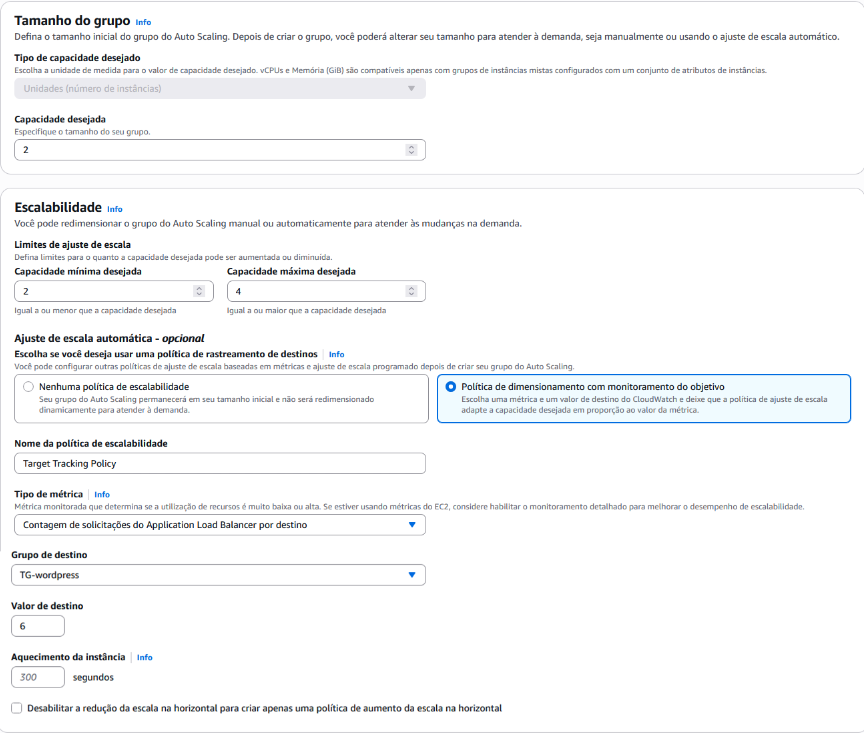 Tamanho do grupo Info
Defina o tamanho inicial do grupo do Auto Scaling. Depois de criar o grupo, você poderá alterar seu tamanho para atender à demanda, seja manualmente ou usando o ajuste de escala automático.
Tipo de capacidade desejado
Escolha a unidade de medida para o valor de capacidade desejado. vCPUs e Memória (GiB) são compatíveis apenas com grupos de instâncias mistas configurados com um conjunto de atributos de instâncias.
Unidades (número de instâncias)
Capacidade desejada
Especifique o tamanho do seu grupo.
2
Escalabilidade Info
Você pode redimensionar o grupo do Auto Scaling manual ou automaticamente para atender às mudanças na demanda.
Limites de ajuste de escala
Defina limites para o quanto a capacidade desejada pode ser aumentada ou diminuída.
Capacidade mínima desejada
2
Igual a ou menor que a capacidade desejada
Capacidade máxima desejada
4
Igual a ou maior que a capacidade desejada
Ajuste de escala automática - opcional
Escolha se você deseja usar uma política de rastreamento de destinos Info
Você pode configurar outras políticas de ajuste de escala baseadas em métricas e ajuste de escala programado depois de criar seu grupo do Auto Scaling.
Nenhuma política de escalabilidade
Seu grupo do Auto Scaling permanecerá em seu tamanho inicial e não será redimensionado
dinamicamente para atender à demanda.
Política de dimensionamento com monitoramento do objetivo
Escolha uma métrica e um valor de destino do CloudWatch e deixe que a política de ajuste de escala
adapte a capacidade desejada em proporção ao valor da métrica.
Nome da política de escalabilidade
Target Tracking Policy
Tipo de métrica Info
Métrica monitorada que determina se a utilização de recursos é muito baixa ou alta. Se estiver usando métricas do EC2, considere habilitar o monitoramento detalhado para melhorar o desempenho de escalabilidade.
Contagem de solicitações do Application Load Balancer por destino
Grupo de destino
TG-wordpress
Valor de destino
6
Aquecimento da instância Info
300 segundos
Desabilitar a redução da escala na horizontal para criar apenas uma política de aumento da escala na horizontal